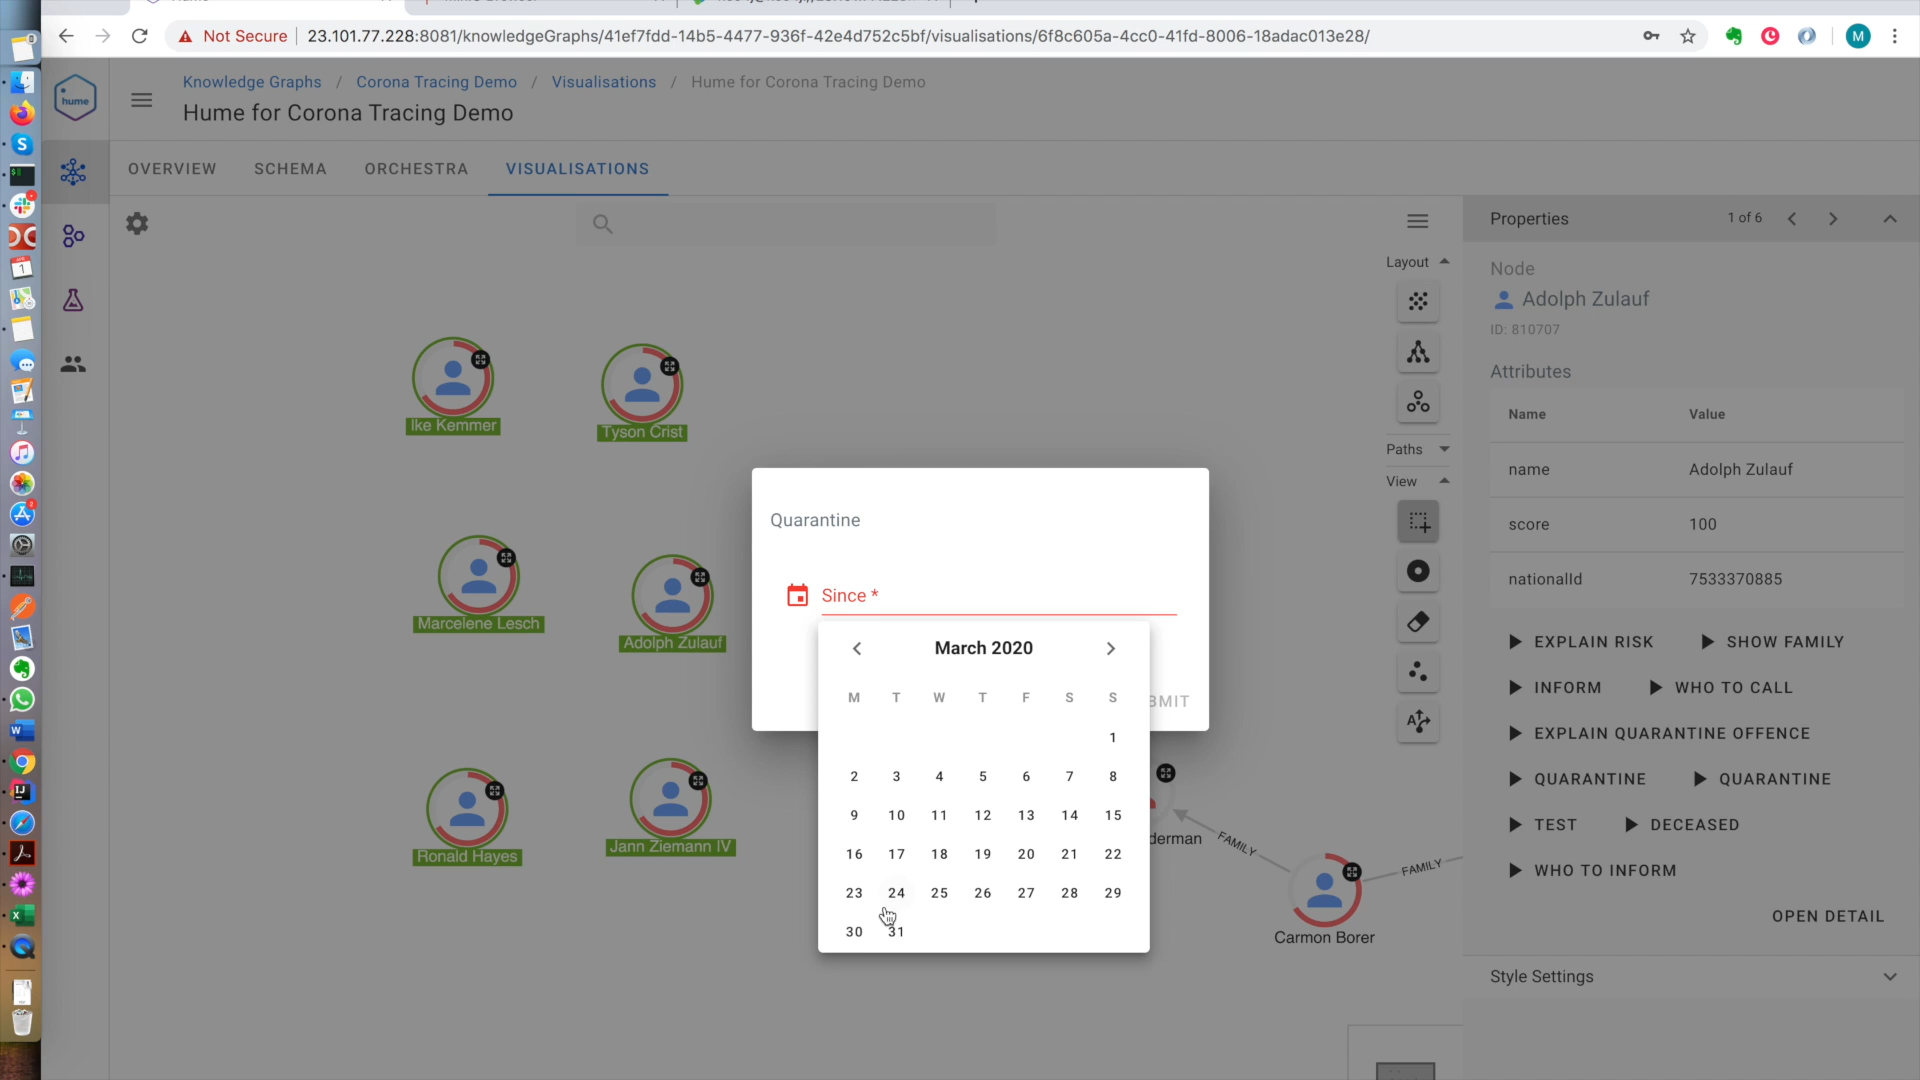 Not Secure
23.101.77.228:8081/knowledgeGraphs/41ef7fdd-14b5-4477-936f-42e4d752c5bf/visualisations/6f8c605a-4cc0-41fd-8006-18adac013e28/
M
hume
Knowledge Graphs / Corona Tracing Demo / Visualisations / Hume for Corona Tracing Demo
Hume for Corona Tracing Demo
OVERVIEW SCHEMA ORCHESTRA VISUALISATIONS
Layout
Paths
View
Ike Kemmer
Tyson Crist
Marcelene Lesch
Adolph Zulauf
Ronald Hayes
Jann Ziemann IV
derman
FAMILY
FAMILY
Carmon Borer
Quarantine
Since *
BMIT
March 2020
M T W T F S S
1
2 3 4 5 6 7 8
9 10 11 12 13 14 15
16 17 18 19 20 21 22
23 24 25 26 27 28 29
30 31
Properties 1 of 6
Node
Adolph Zulauf
ID: 810707
Attributes
Name Value
name Adolph Zulauf
score 100
nationalId 7533370885
EXPLAIN RISK SHOW FAMILY
INFORM WHO TO CALL
EXPLAIN QUARANTINE OFFENCE
QUARANTINE QUARANTINE
TEST DECEASED
WHO TO INFORM
OPEN DETAIL
Style Settings